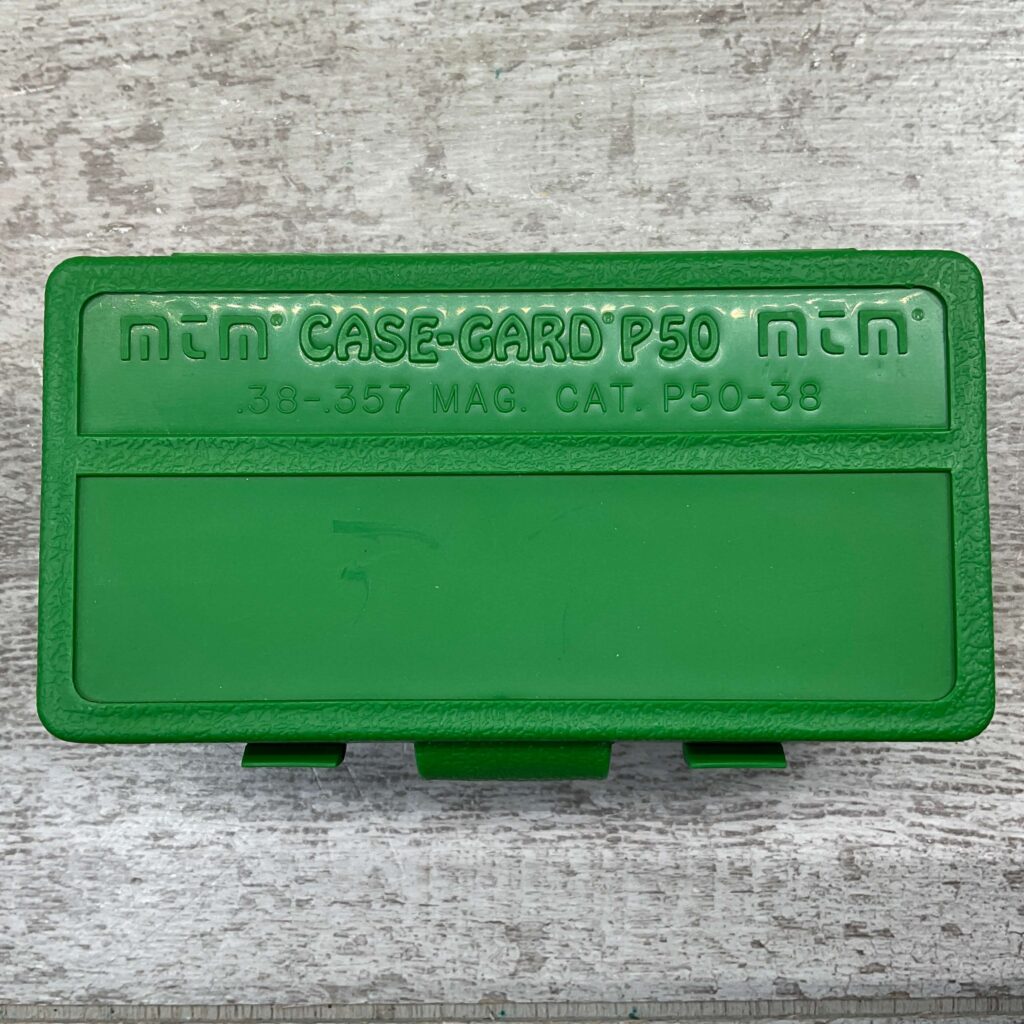 MTM® CASE-GARD® P50 MTM®
.38-.357 MAG. CAT. P50-38